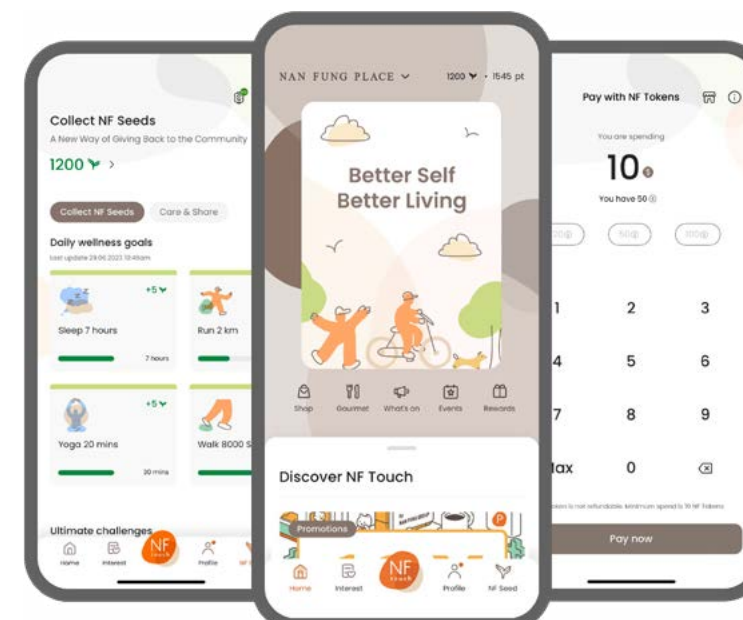 Collect NF Seeds
A New Way of Giving Back to the Community
1200
Collect NF Seeds
Care & Share
Daily wellness goals
+5
Sleep 7 hours
7 hours
Run 2 km
+5
Yoga 20 mins
Walk 8000 S
Ultimate challenges
Home
Interest
NF
touch
Profile
NAN FUNG PLACE
1200 • 1545 pt
Better Self
Better Living
Shop
Gourmet
What's on
Events
Rewards
Discover NF Touch
Promotions
P
Home
Interest
NF
touch
Profile
NF Seed
Pay with NF Tokens
You are spending
10
You have 50
50
100
1
2
3
4
5
6
7
8
9
0
Pay now